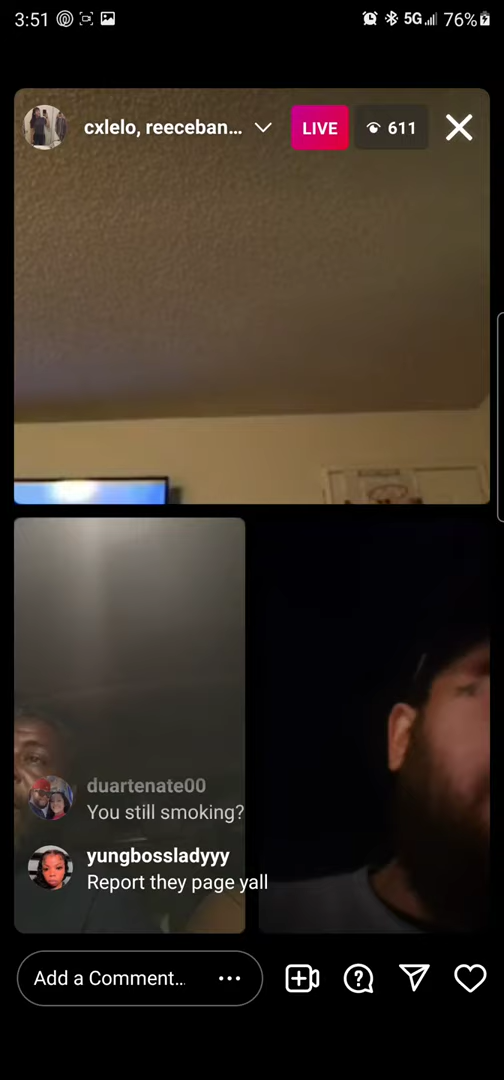 3:51 5G 76%
cxlelo, reeceban... LIVE 611
duartenate00
You still smoking?
yungbossladyyy
Report they page yall
Add a Comment...